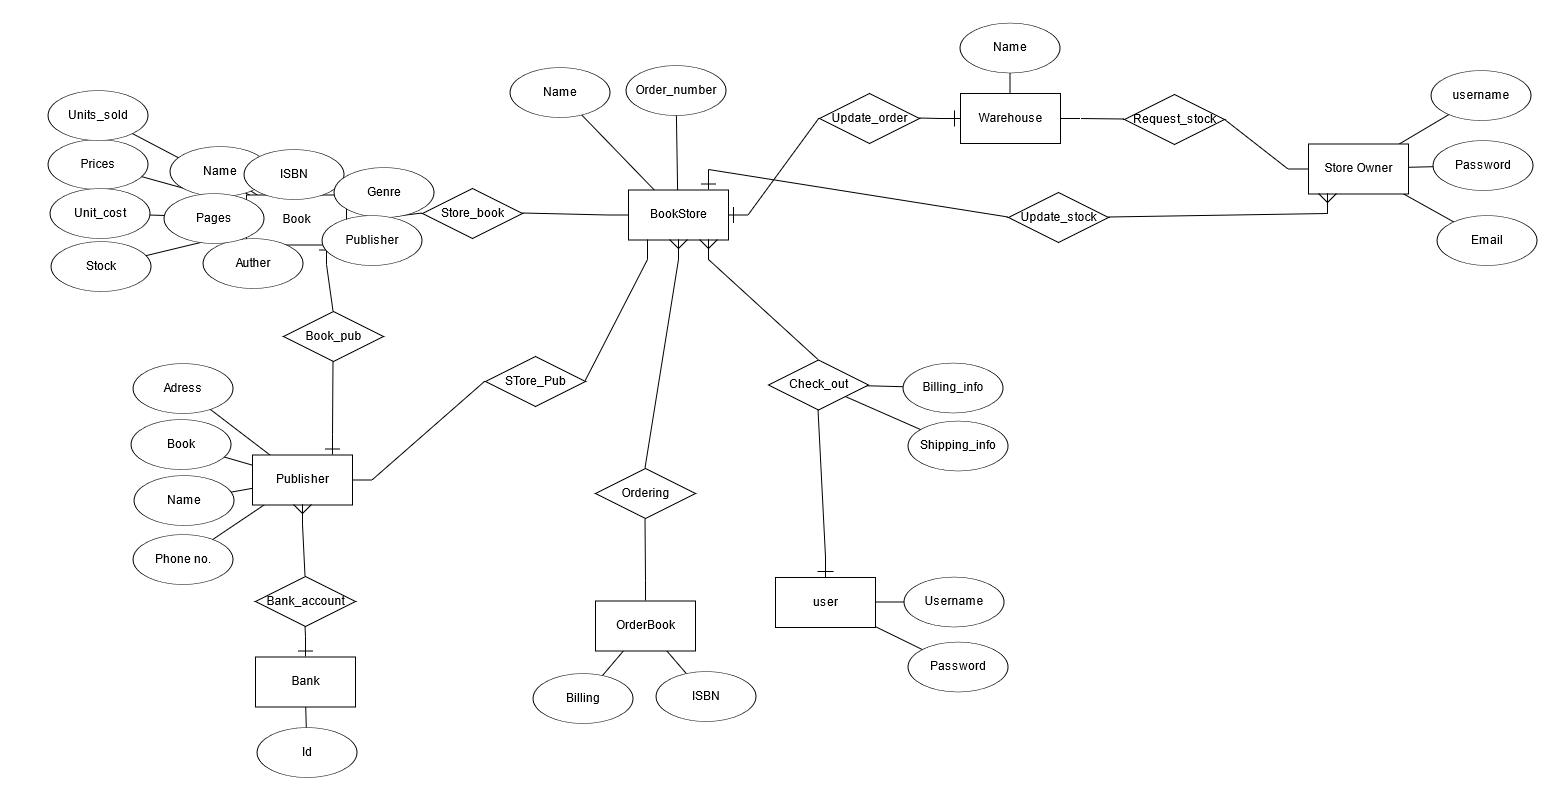 Name
Name
Order_number
username
Units_sold
Update_order
Warehouse
Request_stock
Prices
Name
ISBN
Genre
Store Owner
Password
Unit_cost
Pages
Book
Store_book
BookStore
Update_stock
Publisher
Email
Stock
Auther
Book_pub
STore_Pub
Check_out
Billing_info
Adress
Shipping_info
Book
Publisher
Ordering
Name
Phone no.
Bank_account
user
Username
OrderBook
Password
Bank
Billing
ISBN
Id